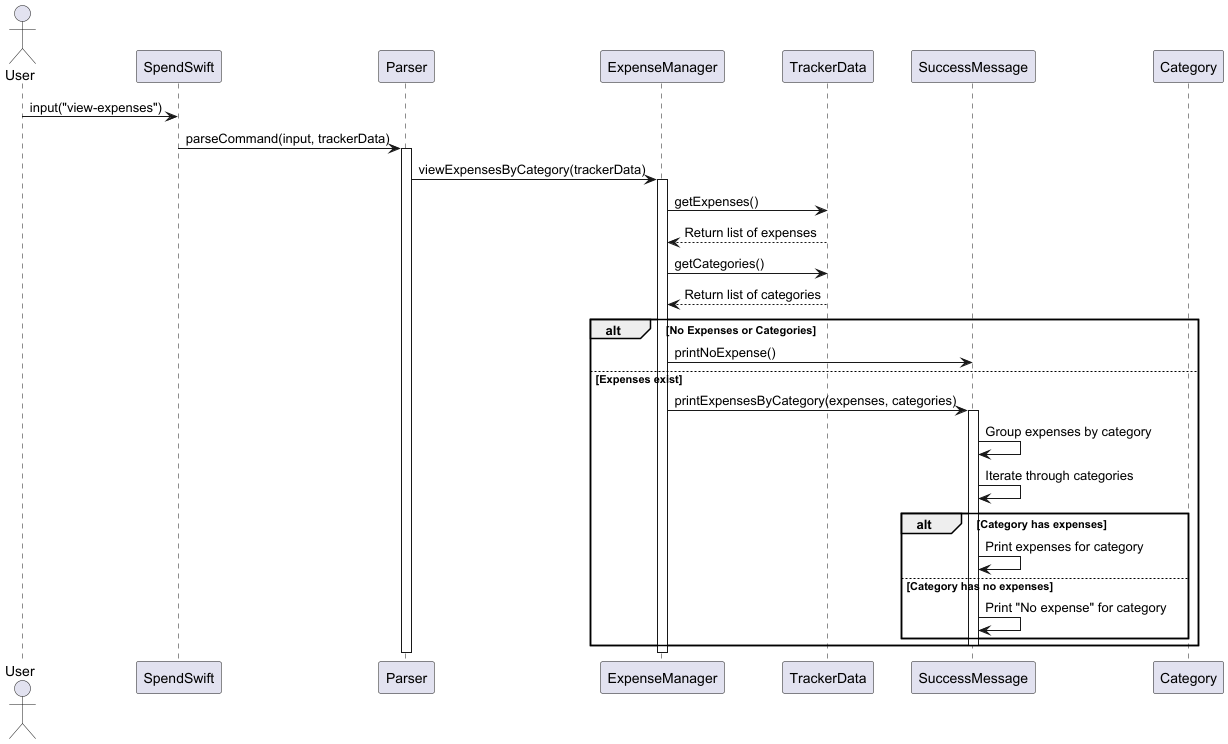 User
SpendSwift
Parser
ExpenseManager
TrackerData
SuccessMessage
Category
input("view-expenses")
parseCommand(input, trackerData)
viewExpensesByCategory(trackerData)
getExpenses()
Return list of expenses
getCategories()
Return list of categories
alt
[No Expenses or Categories]
printNoExpense()
[Expenses exist]
printExpensesByCategory(expenses, categories)
Group expenses by category
Iterate through categories
alt
[Category has expenses]
Print expenses for category
[Category has no expenses]
Print "No expense" for category
User
SpendSwift
Parser
ExpenseManager
TrackerData
SuccessMessage
Category